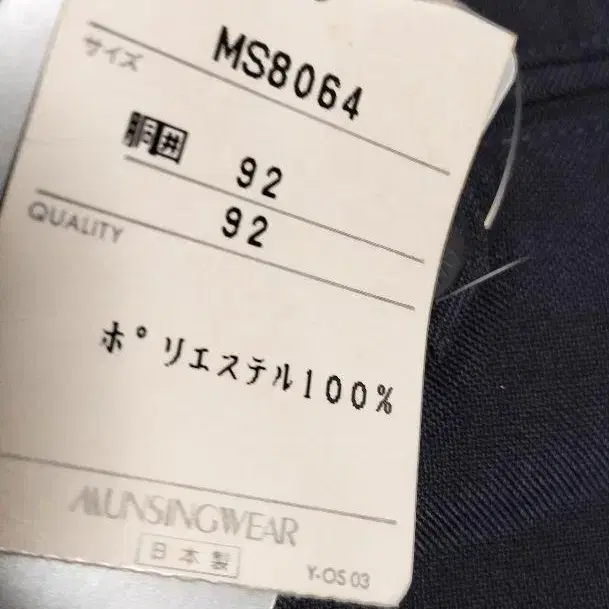 MS8064
サイズ
胴囲 92
92
QUALITY
ポリエステル100%
MUNSINGWEAR
日本製
Y-OS 03